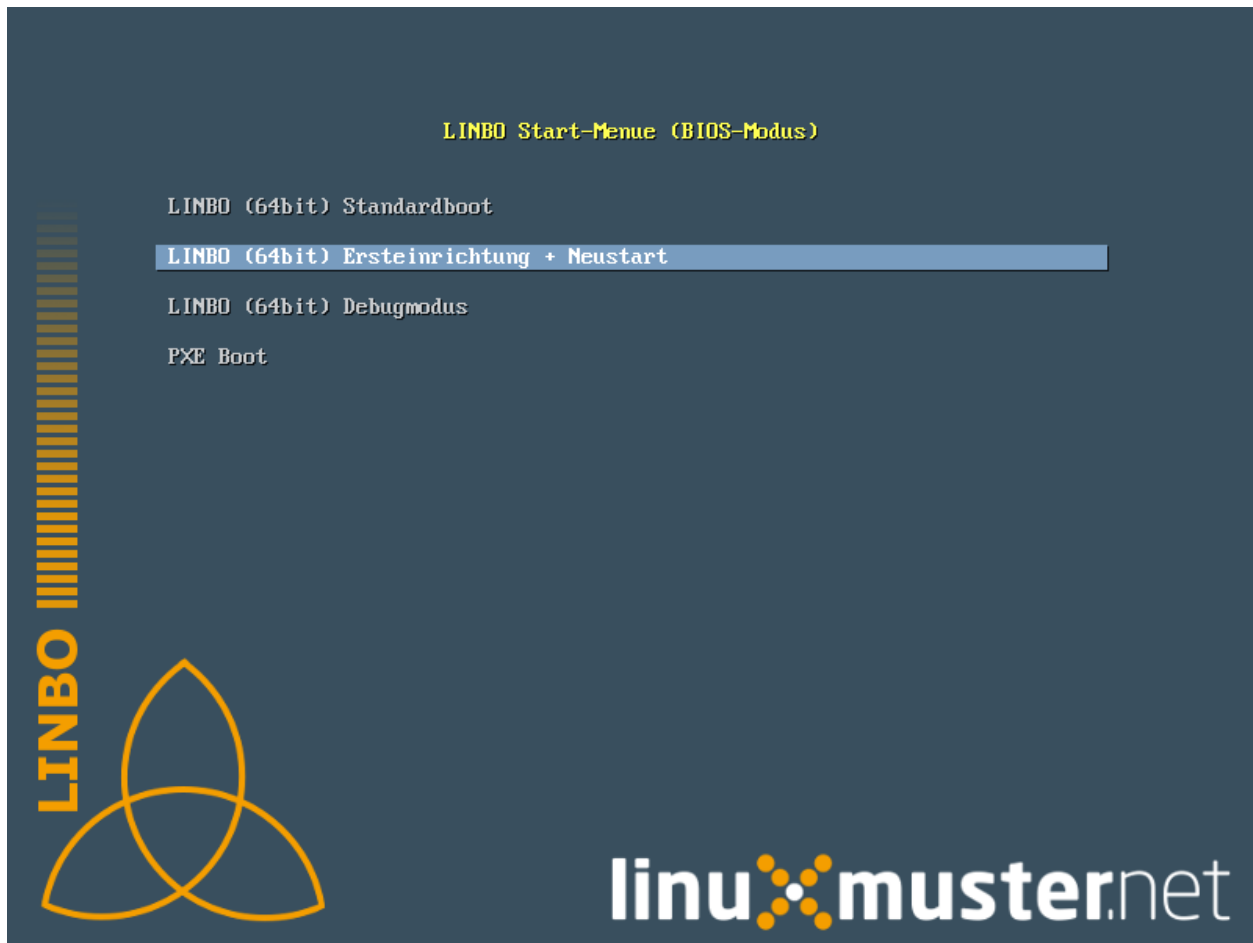 LINBO Start-Menue (BIOS-Modus)
LINBO (64bit) Standardboot
LINBO (64bit) Ersteinrichtung + Neustart
LINBO (64bit) Debugmodus
PXE Boot
LINBO
linuxmuster.net